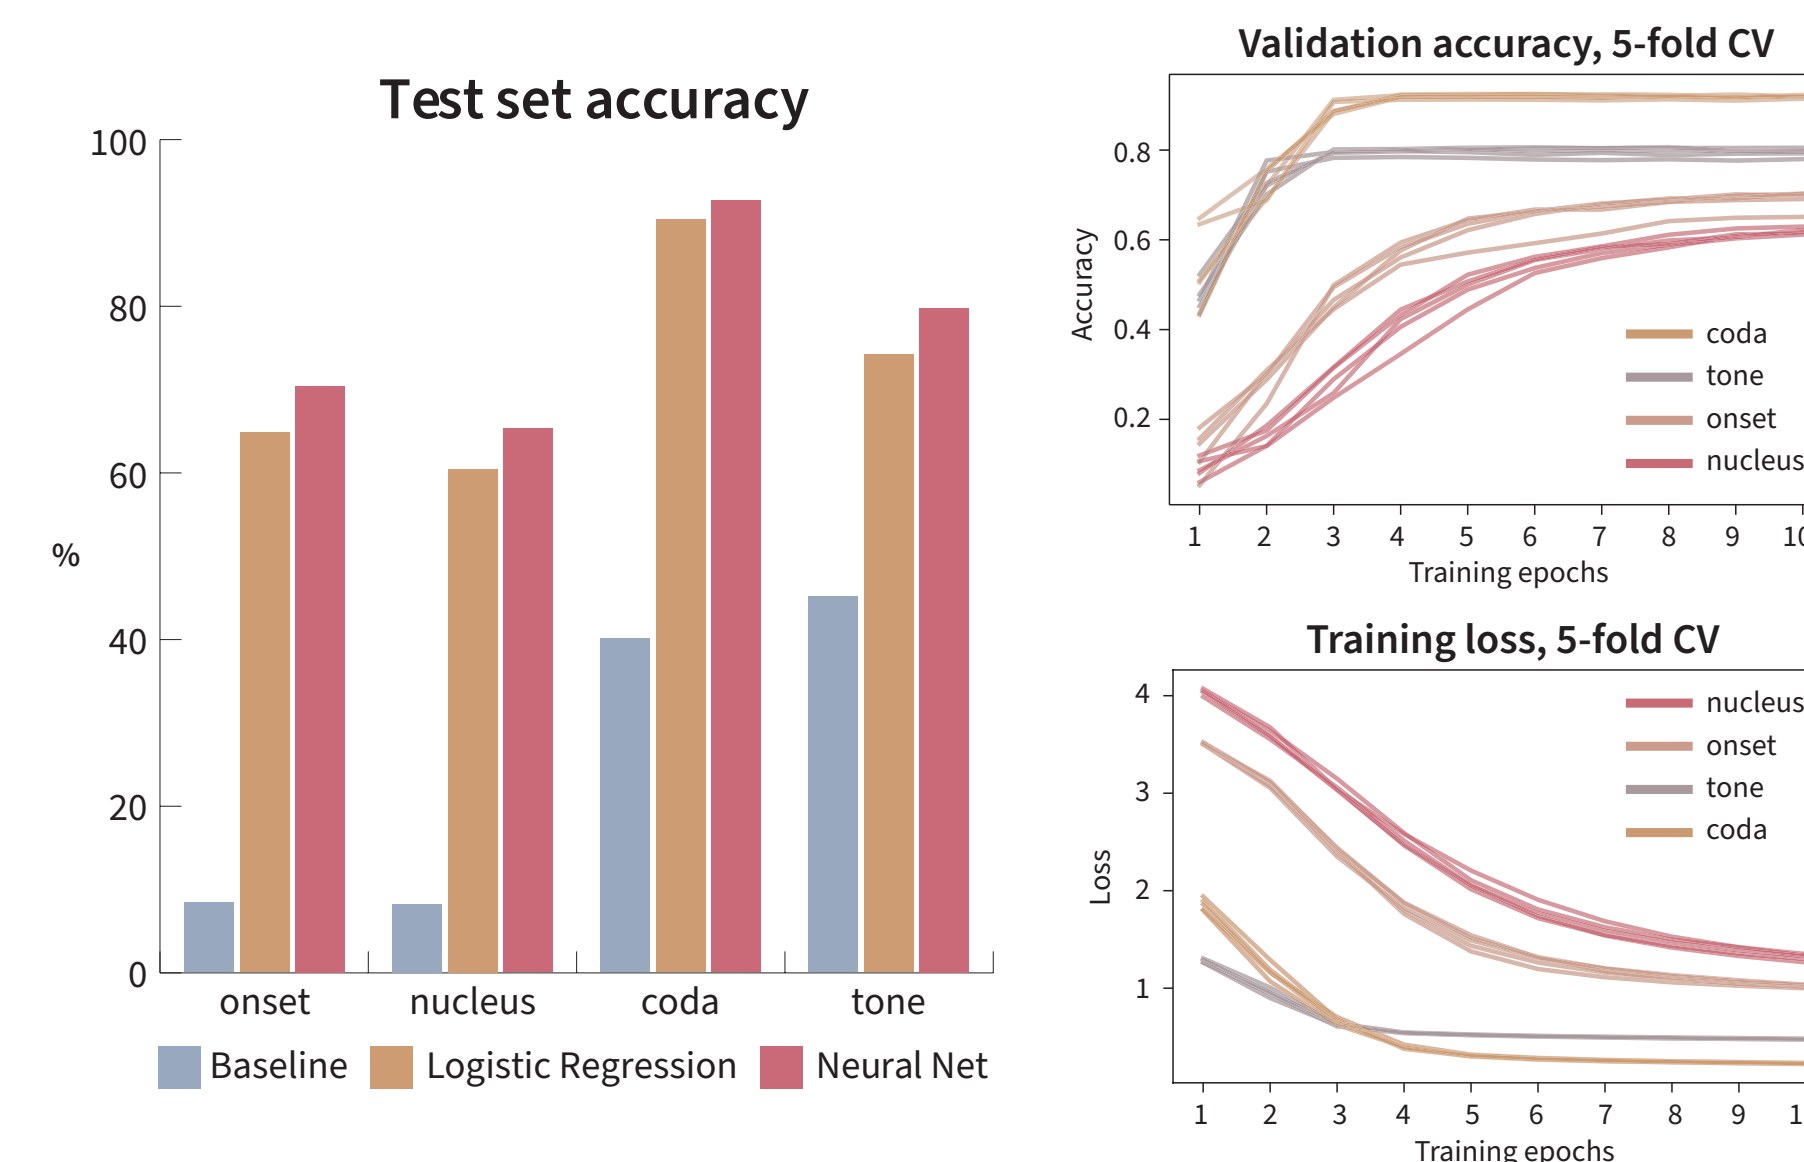 Test set accuracy
100
80
60
40
20
0
%
onset nucleus coda tone
Baseline Logistic Regression Neural Net
Validation accuracy, 5-fold CV
0.8
0.6
0.4
0.2
Accuracy
coda
tone
onset
nucleus
1 2 3 4 5 6 7 8 9 10
Training epochs
Training loss, 5-fold CV
4
3
2
1
Loss
nucleus
onset
tone
coda
1 2 3 4 5 6 7 8 9 1
Training epochs